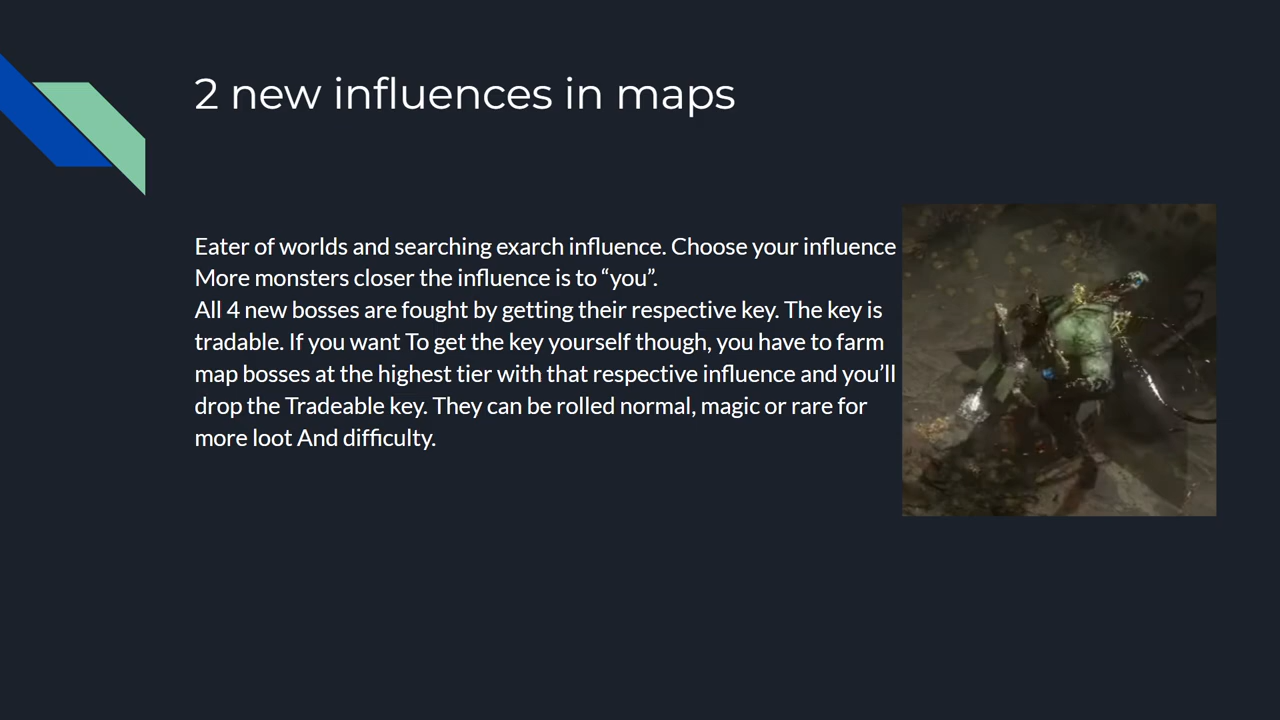 2 new influences in maps
Eater of worlds and searching exarch influence. Choose your influence
More monsters closer the influence is to “you”.
All 4 new bosses are fought by getting their respective key. The key is
tradable. If you want To get the key yourself though, you have to farm
map bosses at the highest tier with that respective influence and you’ll
drop the Tradeable key. They can be rolled normal, magic or rare for
more loot And difficulty.